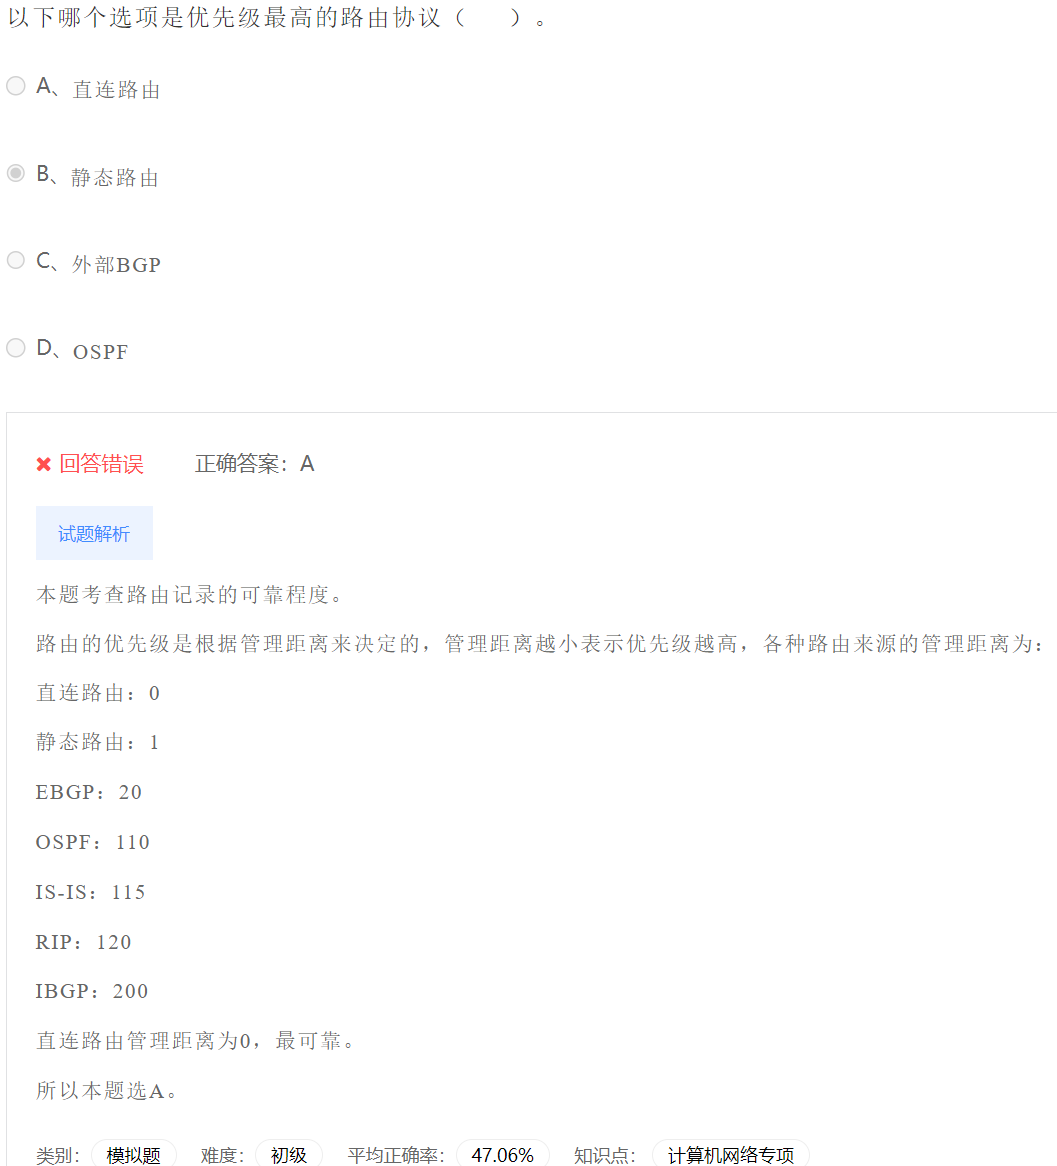 以下哪个选项是优先级最高的路由协议（　　）。
A、直连路由
B、静态路由
C、外部BGP
D、OSPF
✖ 回答错误 正确答案：A
试题解析
本题考查路由记录的可靠程度。
路由的优先级是根据管理距离来决定的，管理距离越小表示优先级越高，各种路由来源的管理距离为：
直连路由：0
静态路由：1
EBGP：20
OSPF：110
IS-IS：115
RIP：120
IBGP：200
直连路由管理距离为0，最可靠。
所以本题选A。
类别： 模拟题 难度： 初级 平均正确率： 47.06% 知识点： 计算机网络专项